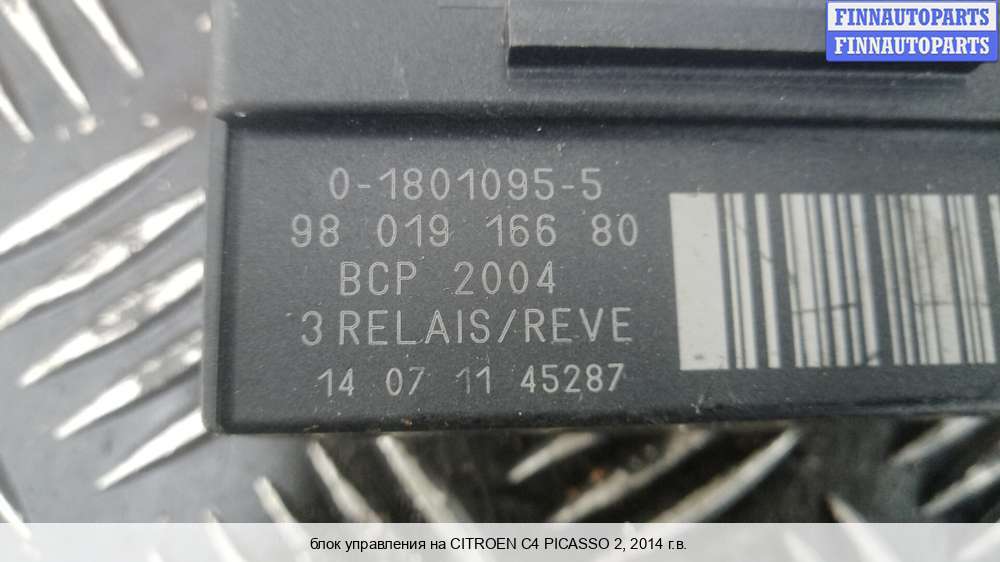 FINNAUTOPARTS
FINNAUTOPARTS
0-1801095-5
98 019 166 80
BCP 2004
3 RELAIS/REVE
14 07 11 45287
блок управления на CITROEN C4 PICASSO 2, 2014 г.в.